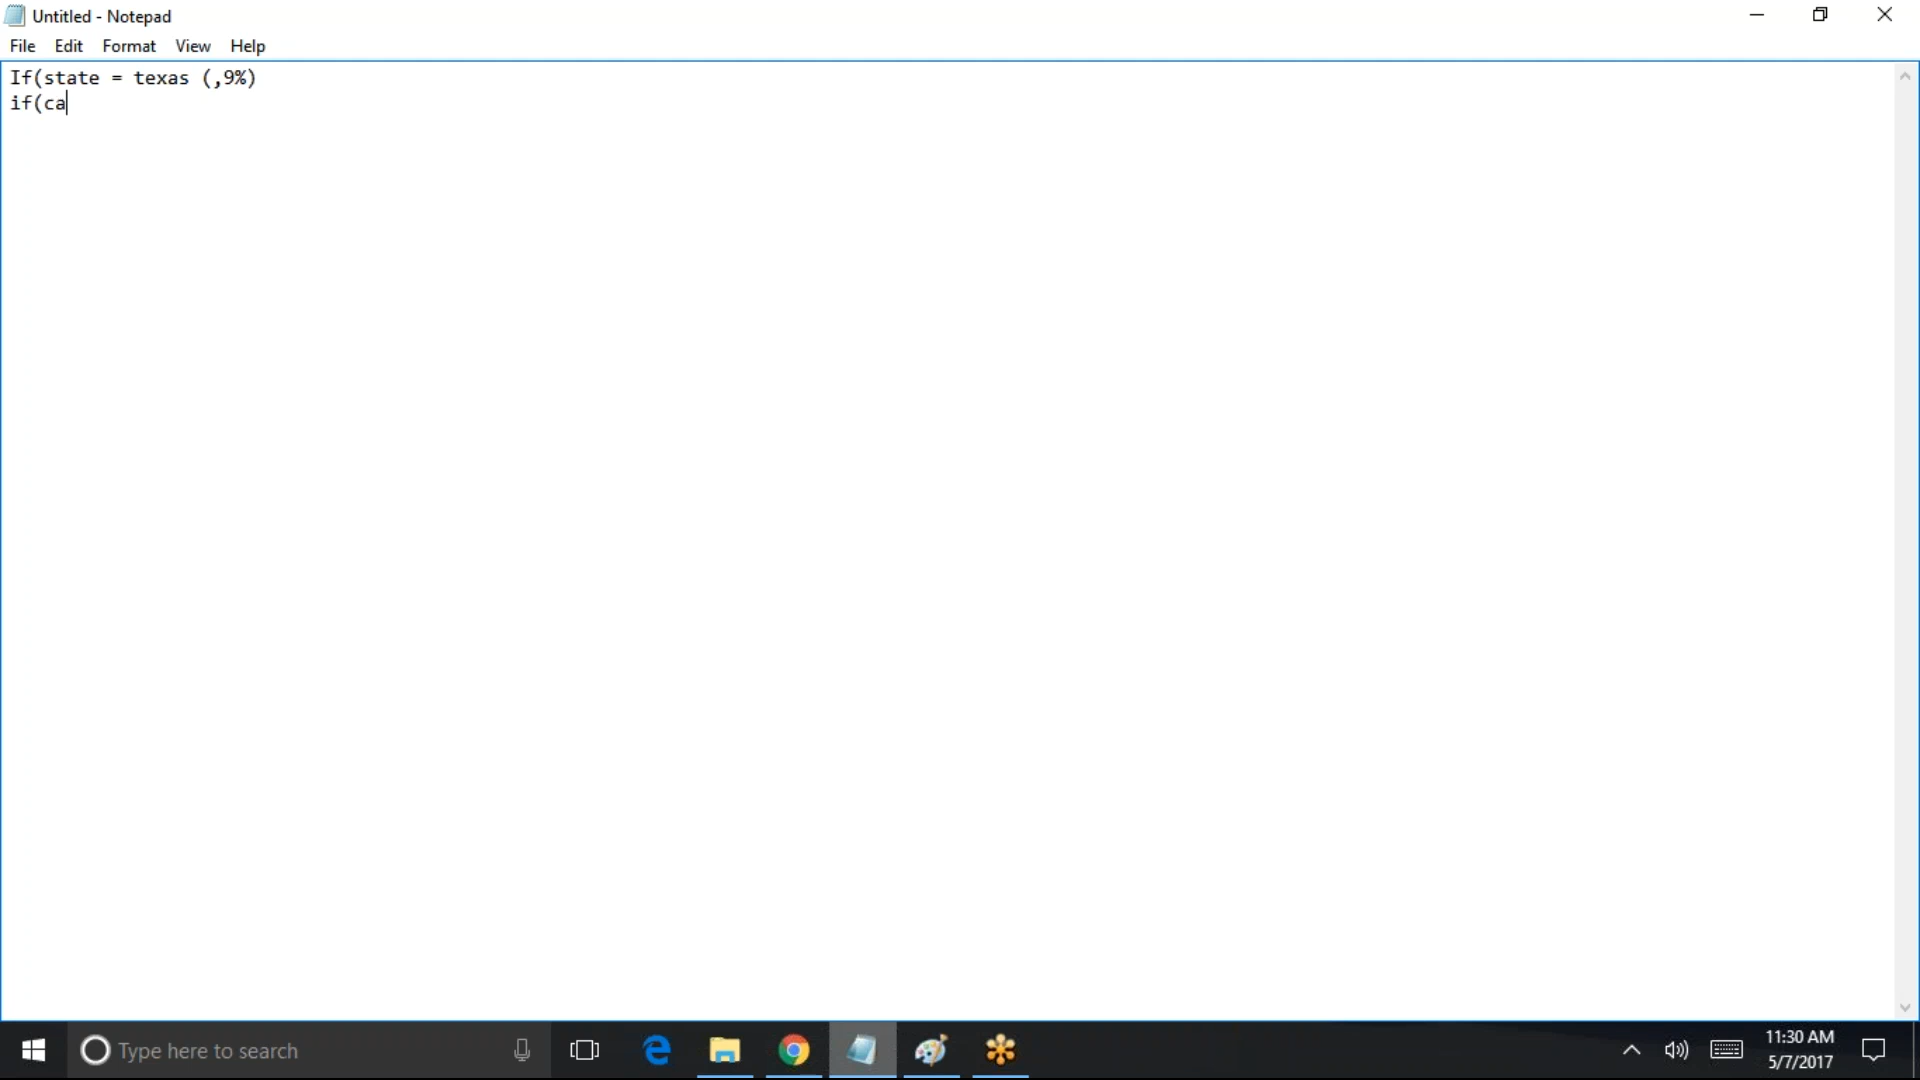 Untitled - Notepad
File Edit Format View Help
If(state = texas (,9%)
if(ca
Type here to search
11:30 AM
5/7/2017